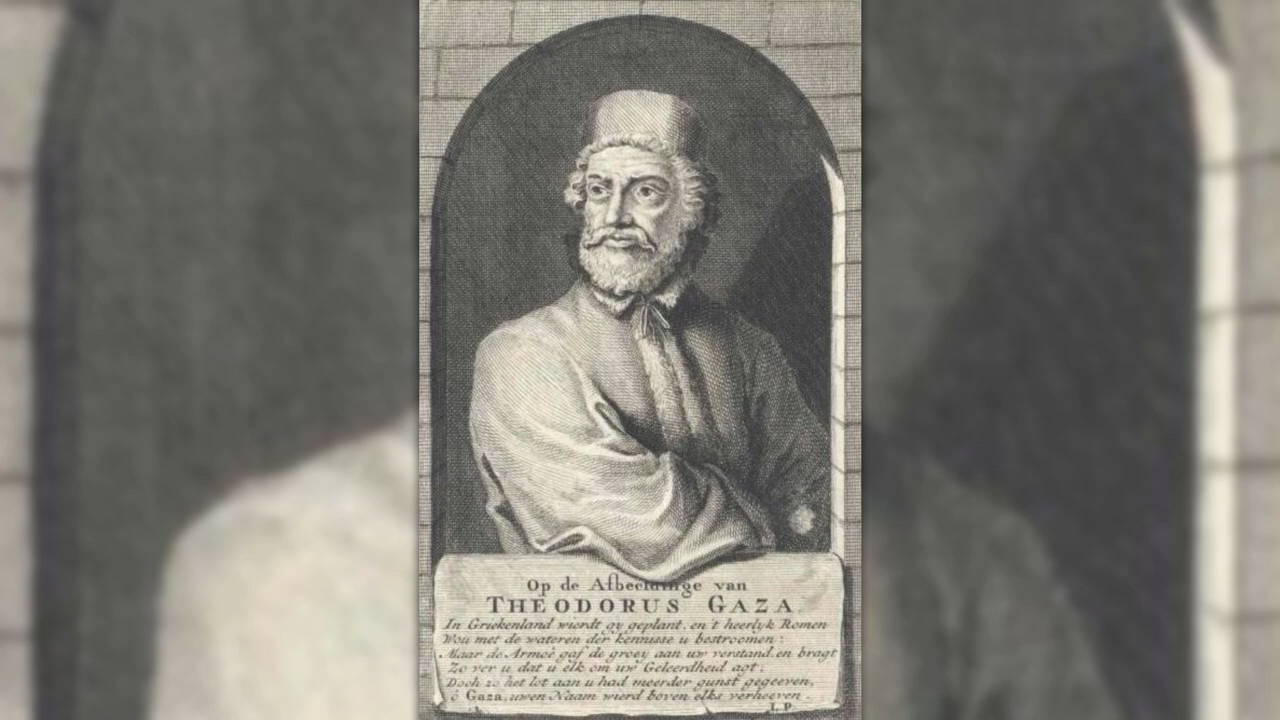 Op de Afbeeldinge van
THEODORUS GAZA.
In Griekenland wierdt gy geplant, en 't heerlyk Romen
Wou met de wateren der kennisse u bestroomen:
Maar de Armoê gaf de groey aan uw verstand, en bragt
Zo ver u, dat u elk om uw Geleerdheid agt;
Doch zo het lot aan u had meerder gunst gegeeven,
ô Gaza, uwen Naam wierd boven elks verheeven.
L. P.